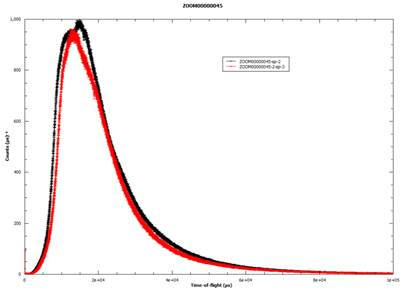 ZOOM00000045
1,000
800
600
400
200
0
Counts (µs)⁻¹
ZOOM00000045-sp-2
ZOOM00000045-2-sp-3
0
2e+04
4e+04
6e+04
8e+04
1e+05
Time-of-flight (µs)